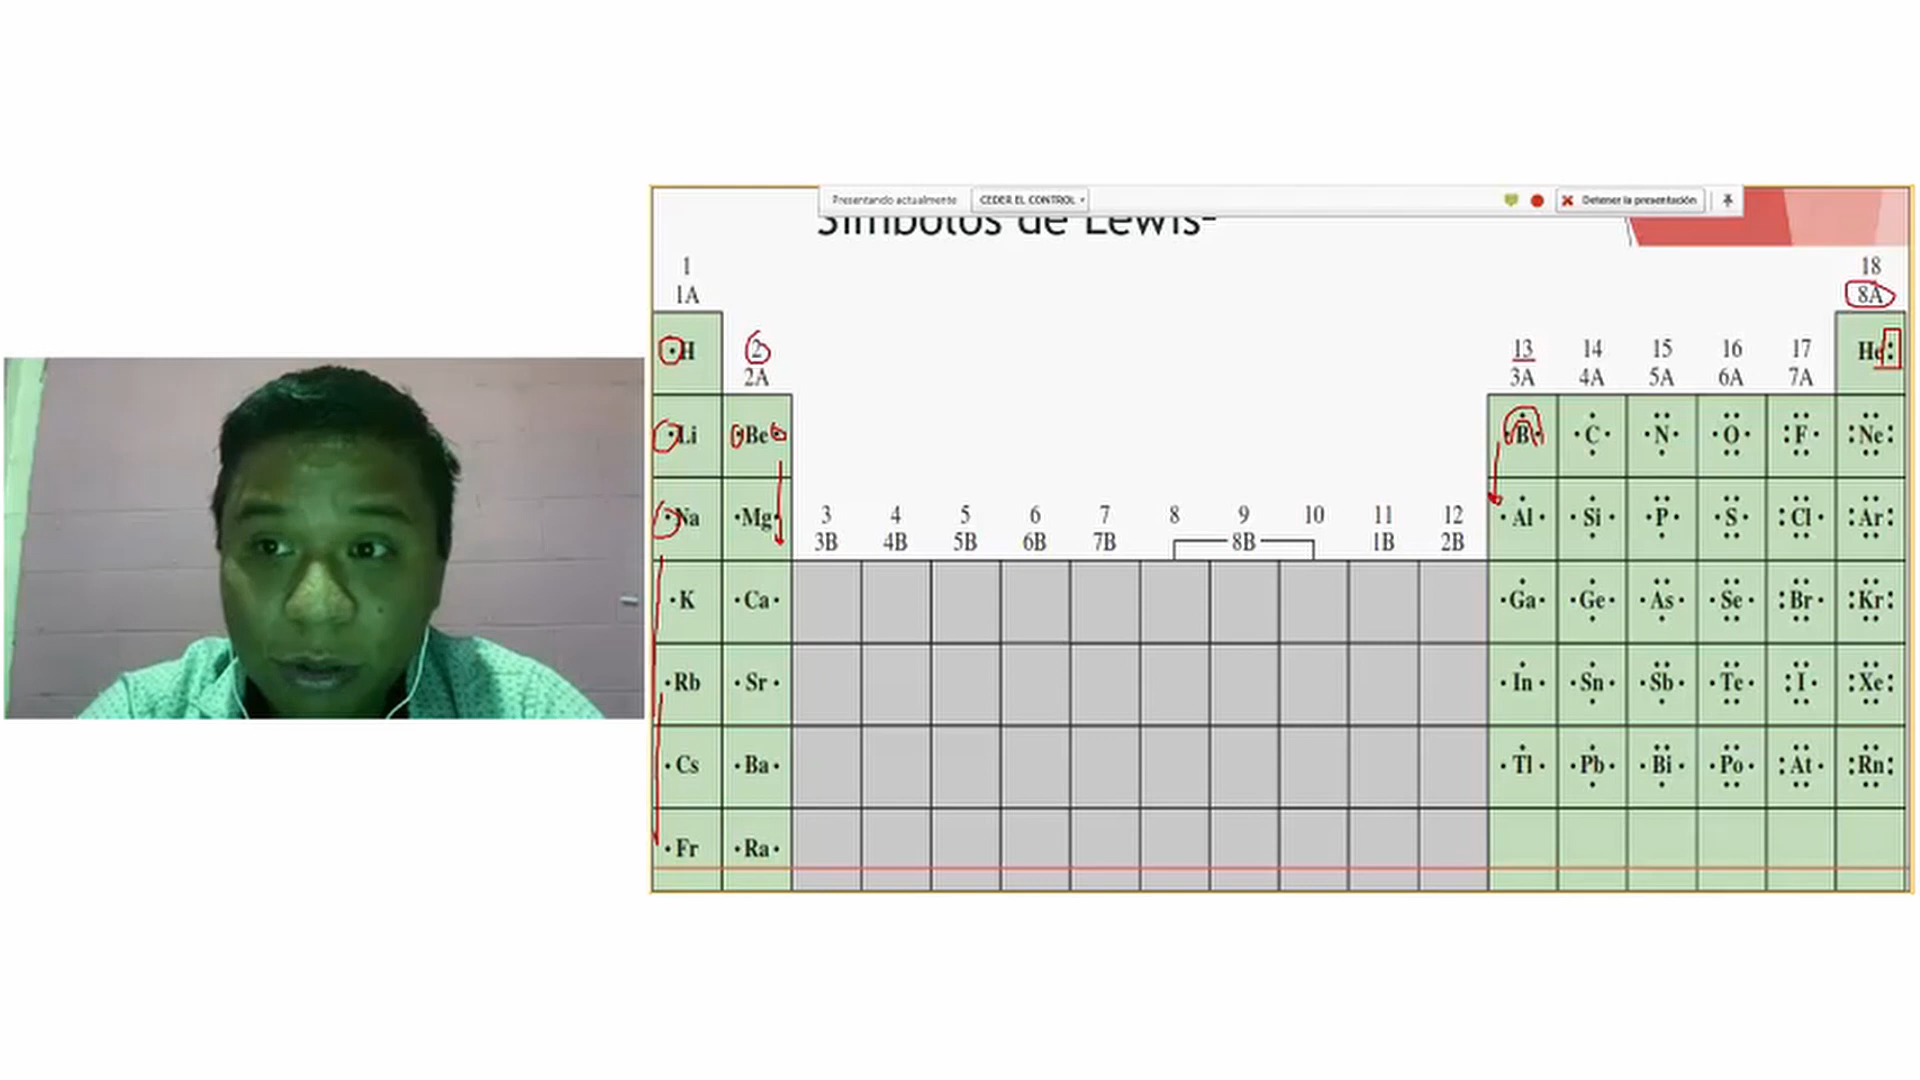 Presentando actualmente CEDER EL CONTROL Detener la presentación
Símbolos de Lewis-
1 18
1A 8A
·H 2 13 14 15 16 17 He:
2A 3A 4A 5A 6A 7A
Li Be B C N O F Ne
Na Mg 3 4 5 6 7 8 9 10 11 12 Al Si P S Cl Ar
3B 4B 5B 6B 7B 8B 1B 2B
K Ca Ga Ge As Se Br Kr
Rb Sr In Sn Sb Te I Xe
Cs Ba Tl Pb Bi Po At Rn
Fr Ra